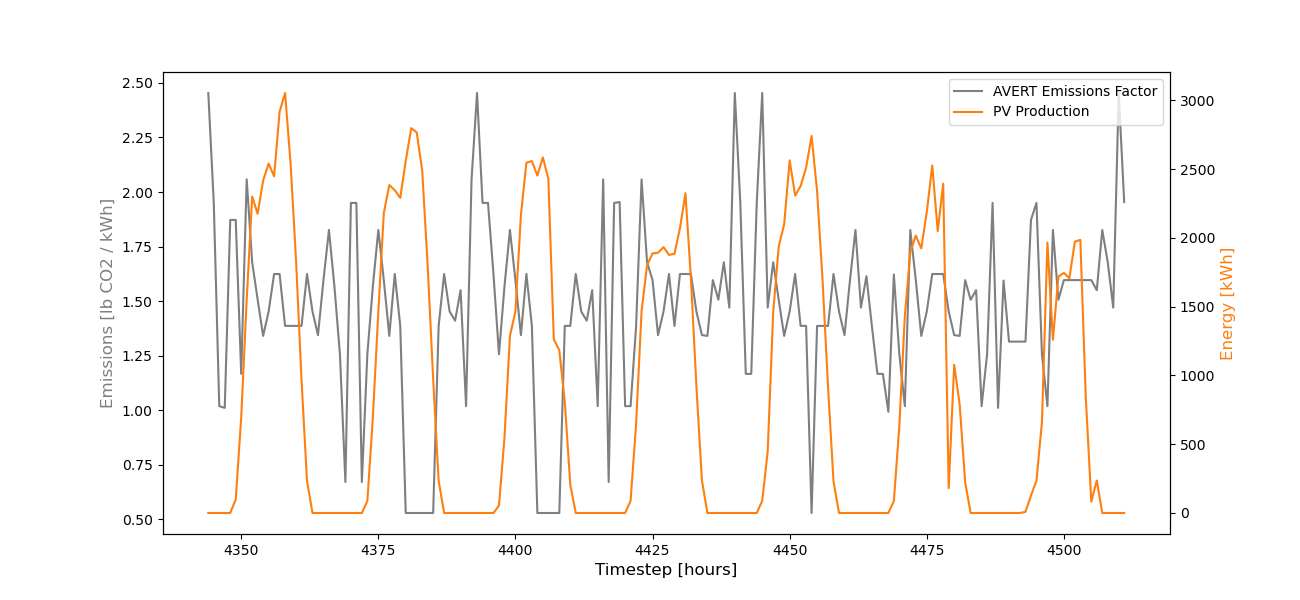 AVERT Emissions Factor
PV Production
Emissions [lb CO2 / kWh]
2.50
2.25
2.00
1.75
1.50
1.25
1.00
0.75
0.50
3000
2500
2000
1500
1000
500
0
Energy [kWh]
4350 4375 4400 4425 4450 4475 4500
Timestep [hours]